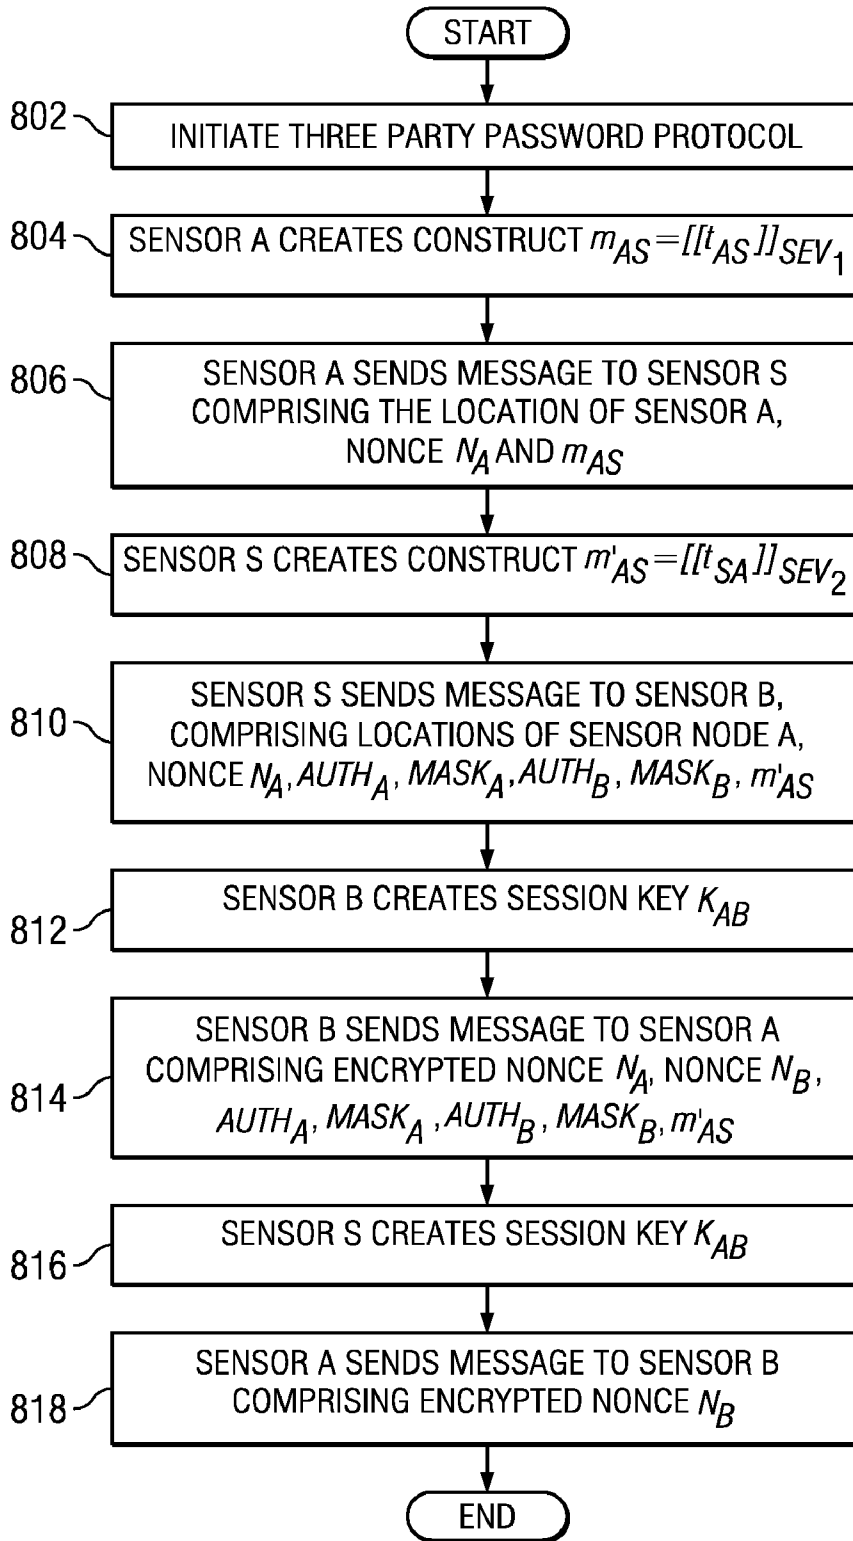 START
802
INITIATE THREE PARTY PASSWORD PROTOCOL
804
SENSOR A CREATES CONSTRUCT m_AS=[[t_AS]]_SEV_1
806
SENSOR A SENDS MESSAGE TO SENSOR S
COMPRISING THE LOCATION OF SENSOR A,
NONCE N_A AND m_AS
808
SENSOR S CREATES CONSTRUCT m'_AS=[[t_SA]]_SEV_2
810
SENSOR S SENDS MESSAGE TO SENSOR B,
COMPRISING LOCATIONS OF SENSOR NODE A,
NONCE N_A, AUTH_A, MASK_A, AUTH_B, MASK_B, m'_AS
812
SENSOR B CREATES SESSION KEY K_AB
814
SENSOR B SENDS MESSAGE TO SENSOR A
COMPRISING ENCRYPTED NONCE N_A, NONCE N_B,
AUTH_A, MASK_A, AUTH_B, MASK_B, m'_AS
816
SENSOR S CREATES SESSION KEY K_AB
818
SENSOR A SENDS MESSAGE TO SENSOR B
COMPRISING ENCRYPTED NONCE N_B
END